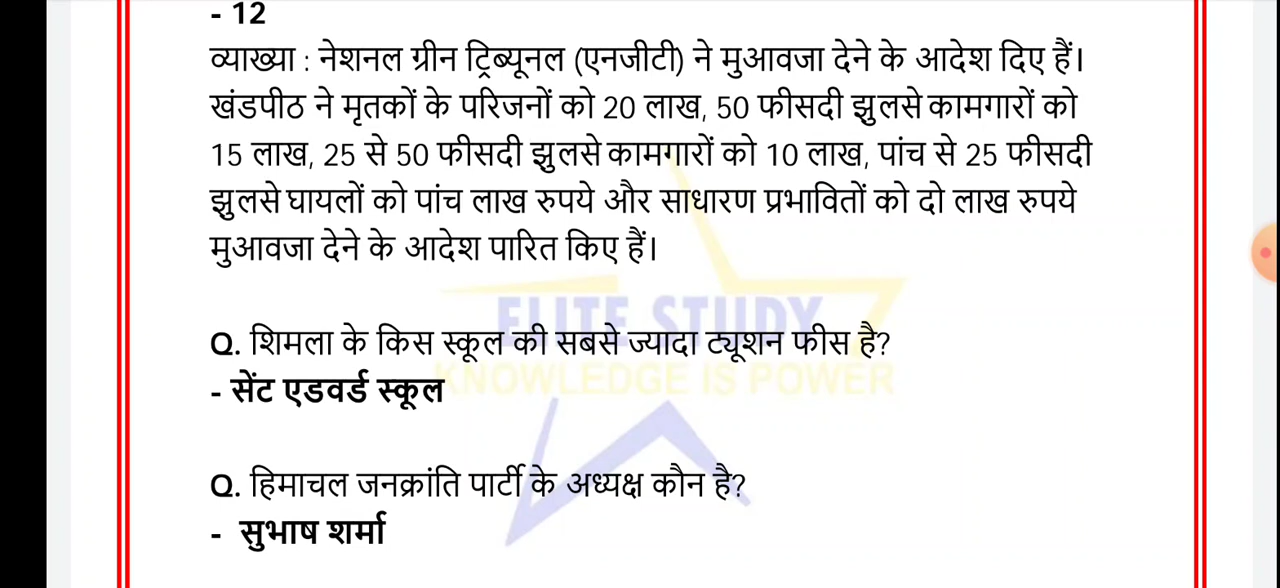 - 12
व्याख्या : नेशनल ग्रीन ट्रिब्यूनल (एनजीटी) ने मुआवजा देने के आदेश दिए हैं।
खंडपीठ ने मृतकों के परिजनों को 20 लाख, 50 फीसदी झुलसे कामगारों को
15 लाख, 25 से 50 फीसदी झुलसे कामगारों को 10 लाख, पांच से 25 फीसदी
झुलसे घायलों को पांच लाख रुपये और साधारण प्रभावितों को दो लाख रुपये
मुआवजा देने के आदेश पारित किए हैं।
ELITE STUDY
Q. शिमला के किस स्कूल की सबसे ज्यादा ट्यूशन फीस है?
KNOWLEDGE IS POWER
- सेंट एडवर्ड स्कूल
Q. हिमाचल जनक्रांति पार्टी के अध्यक्ष कौन है?
- सुभाष शर्मा